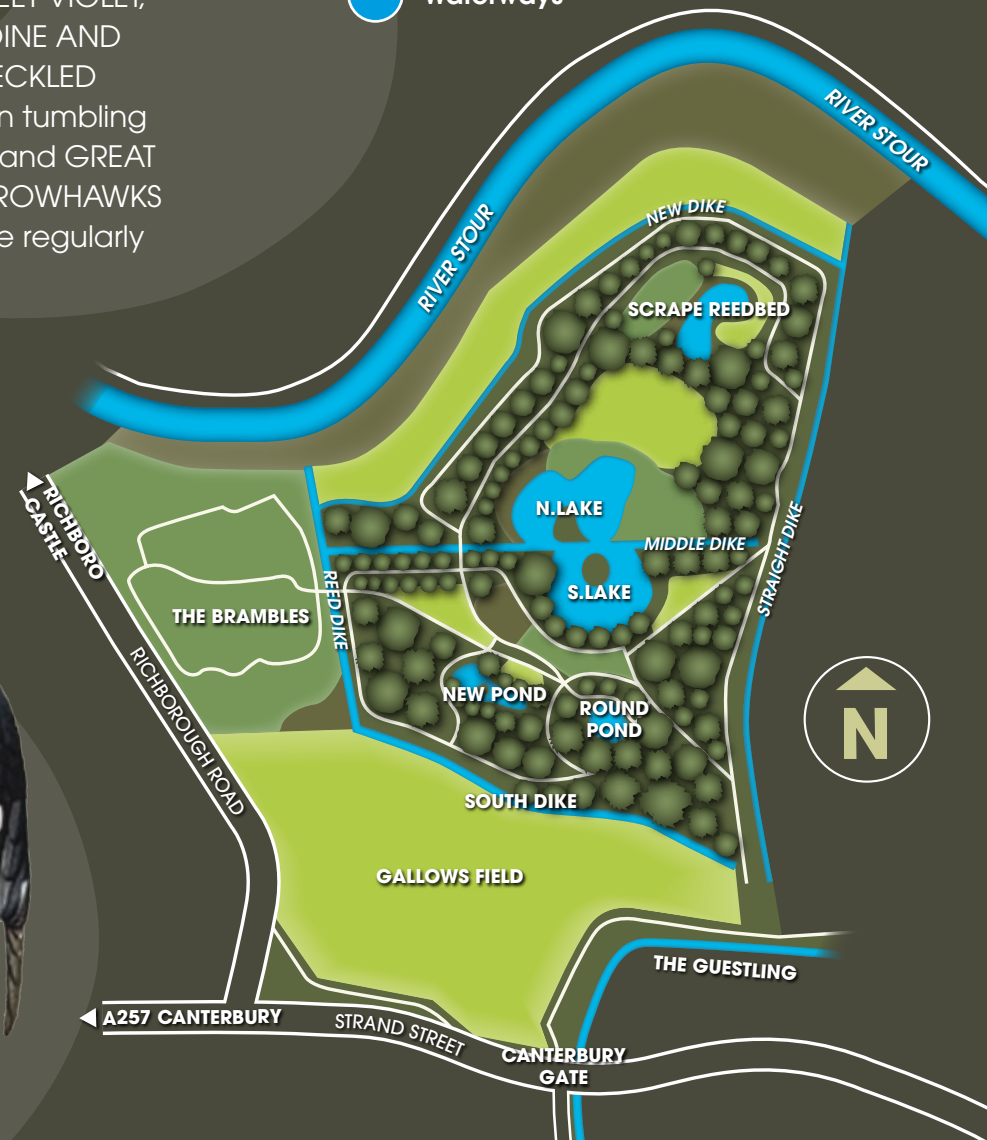 VIOLET,
AND
ECKLED
n tumbling
and GREAT
ROWHAWKS
e regularly
waterways
RIVER STOUR
RIVER STOUR
NEW DIKE
SCRAPE REEDBED
N.LAKE
MIDDLE DIKE
S.LAKE
STRAIGHT DIKE
RICHBORO
CASTLE
THE BRAMBLES
REED DIKE
RICHBOROUGH ROAD
NEW POND
ROUND
POND
N
SOUTH DIKE
GALLOWS FIELD
THE GUESTLING
A257 CANTERBURY
STRAND STREET
CANTERBURY
GATE